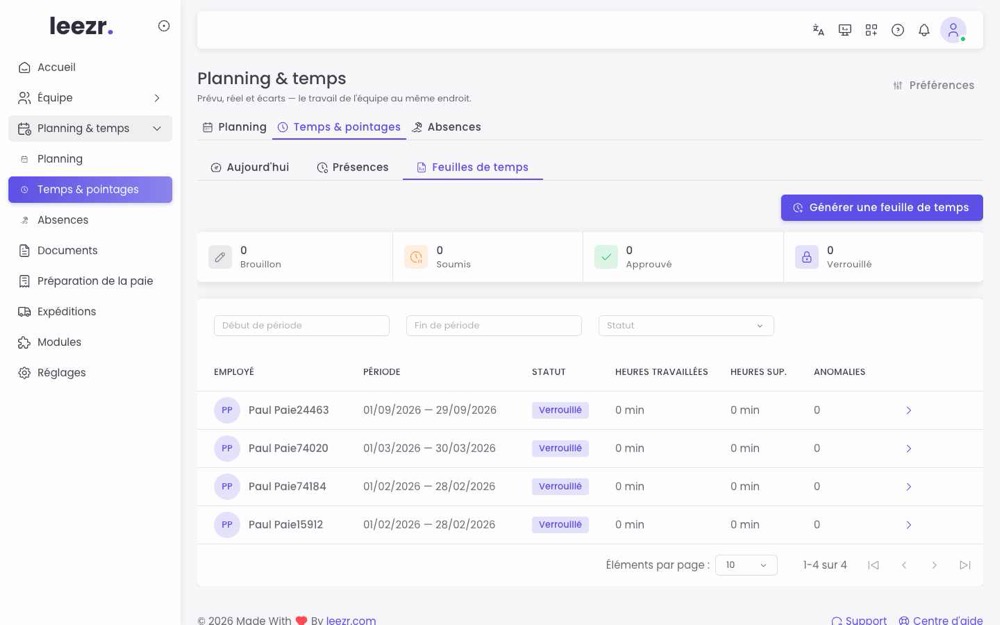 leezr.
Accueil
Équipe
Planning & temps
Planning
Temps & pointages
Absences
Documents
Préparation de la paie
Expéditions
Modules
Réglages
Planning & temps
Prévu, réel et écarts — le travail de l'équipe au même endroit.
Préférences
Planning Temps & pointages Absences
Aujourd'hui Présences Feuilles de temps
Générer une feuille de temps
0 Brouillon
0 Soumis
0 Approuvé
0 Verrouillé
Début de période Fin de période Statut
EMPLOYÉ PÉRIODE STATUT HEURES TRAVAILLÉES HEURES SUP. ANOMALIES
PP Paul Paie24463 01/09/2026 — 29/09/2026 Verrouillé 0 min 0 min 0
PP Paul Paie74020 01/03/2026 — 30/03/2026 Verrouillé 0 min 0 min 0
PP Paul Paie74184 01/02/2026 — 28/02/2026 Verrouillé 0 min 0 min 0
PP Paul Paie15912 01/02/2026 — 28/02/2026 Verrouillé 0 min 0 min 0
Éléments par page : 10 1-4 sur 4
© 2026 Made With ❤️ By leezr.com Support Centre d'aide